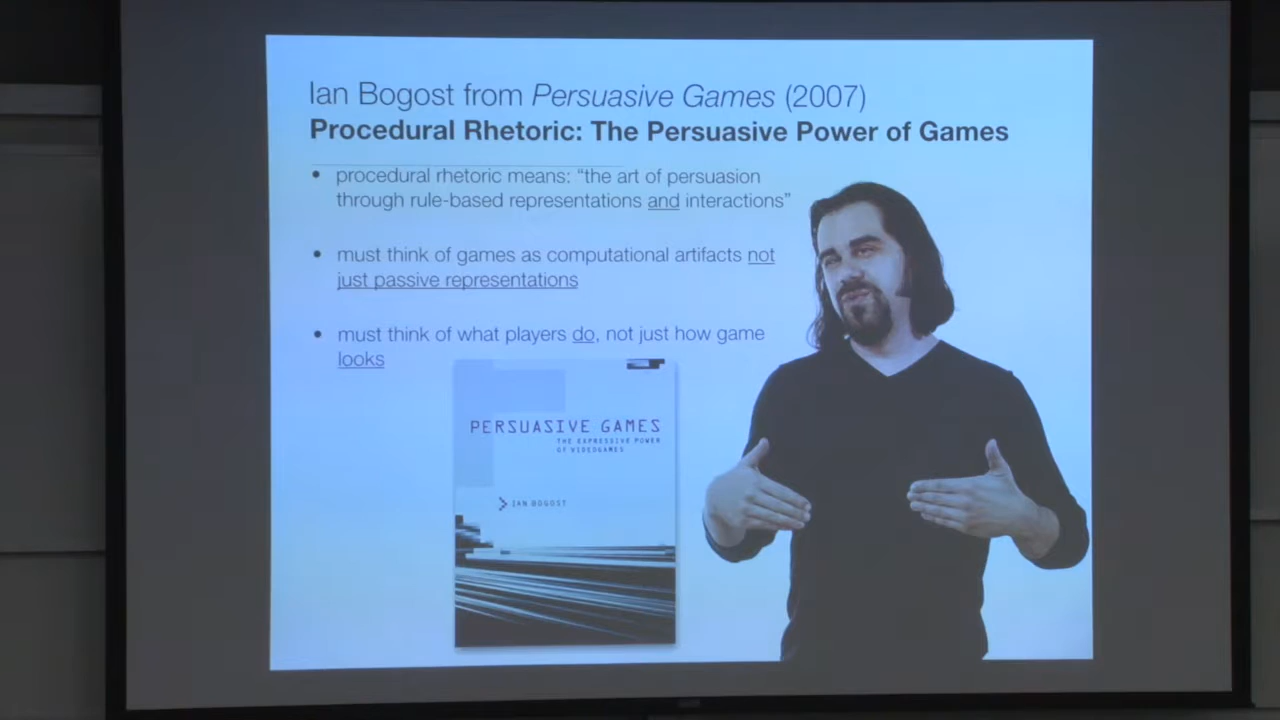 Ian Bogost from Persuasive Games (2007)
Procedural Rhetoric: The Persuasive Power of Games
• procedural rhetoric means: “the art of persuasion
through rule-based representations and interactions”
• must think of games as computational artifacts not
just passive representations
• must think of what players do, not just how game
looks
PERSUASIVE GAMES
THE EXPRESSIVE POWER
OF VIDEOGAMES
IAN BOGOST